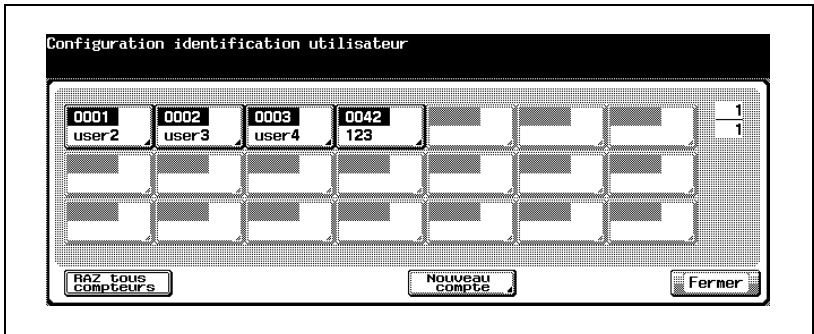 Configuration identification utilisateur
0001 0002 0003 0042
user2 user3 user4 123
1
1
RAZ tous
compteurs
Nouveau
compte
Fermer